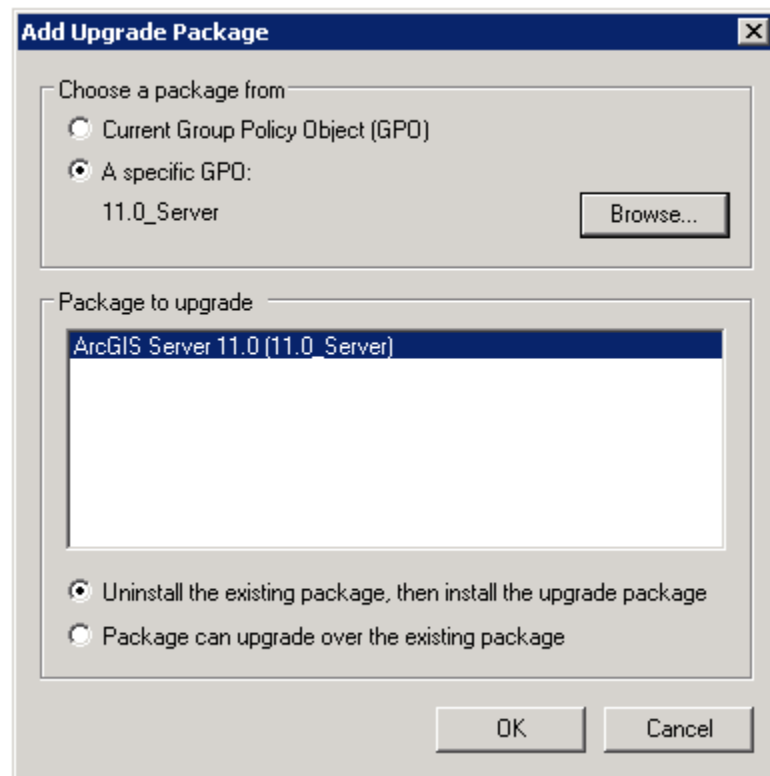 Add Upgrade Package
Choose a package from
Current Group Policy Object (GPO)
A specific GPO:
11.0_Server
Browse...
Package to upgrade
ArcGIS Server 11.0 (11.0_Server)
Uninstall the existing package, then install the upgrade package
Package can upgrade over the existing package
OK
Cancel